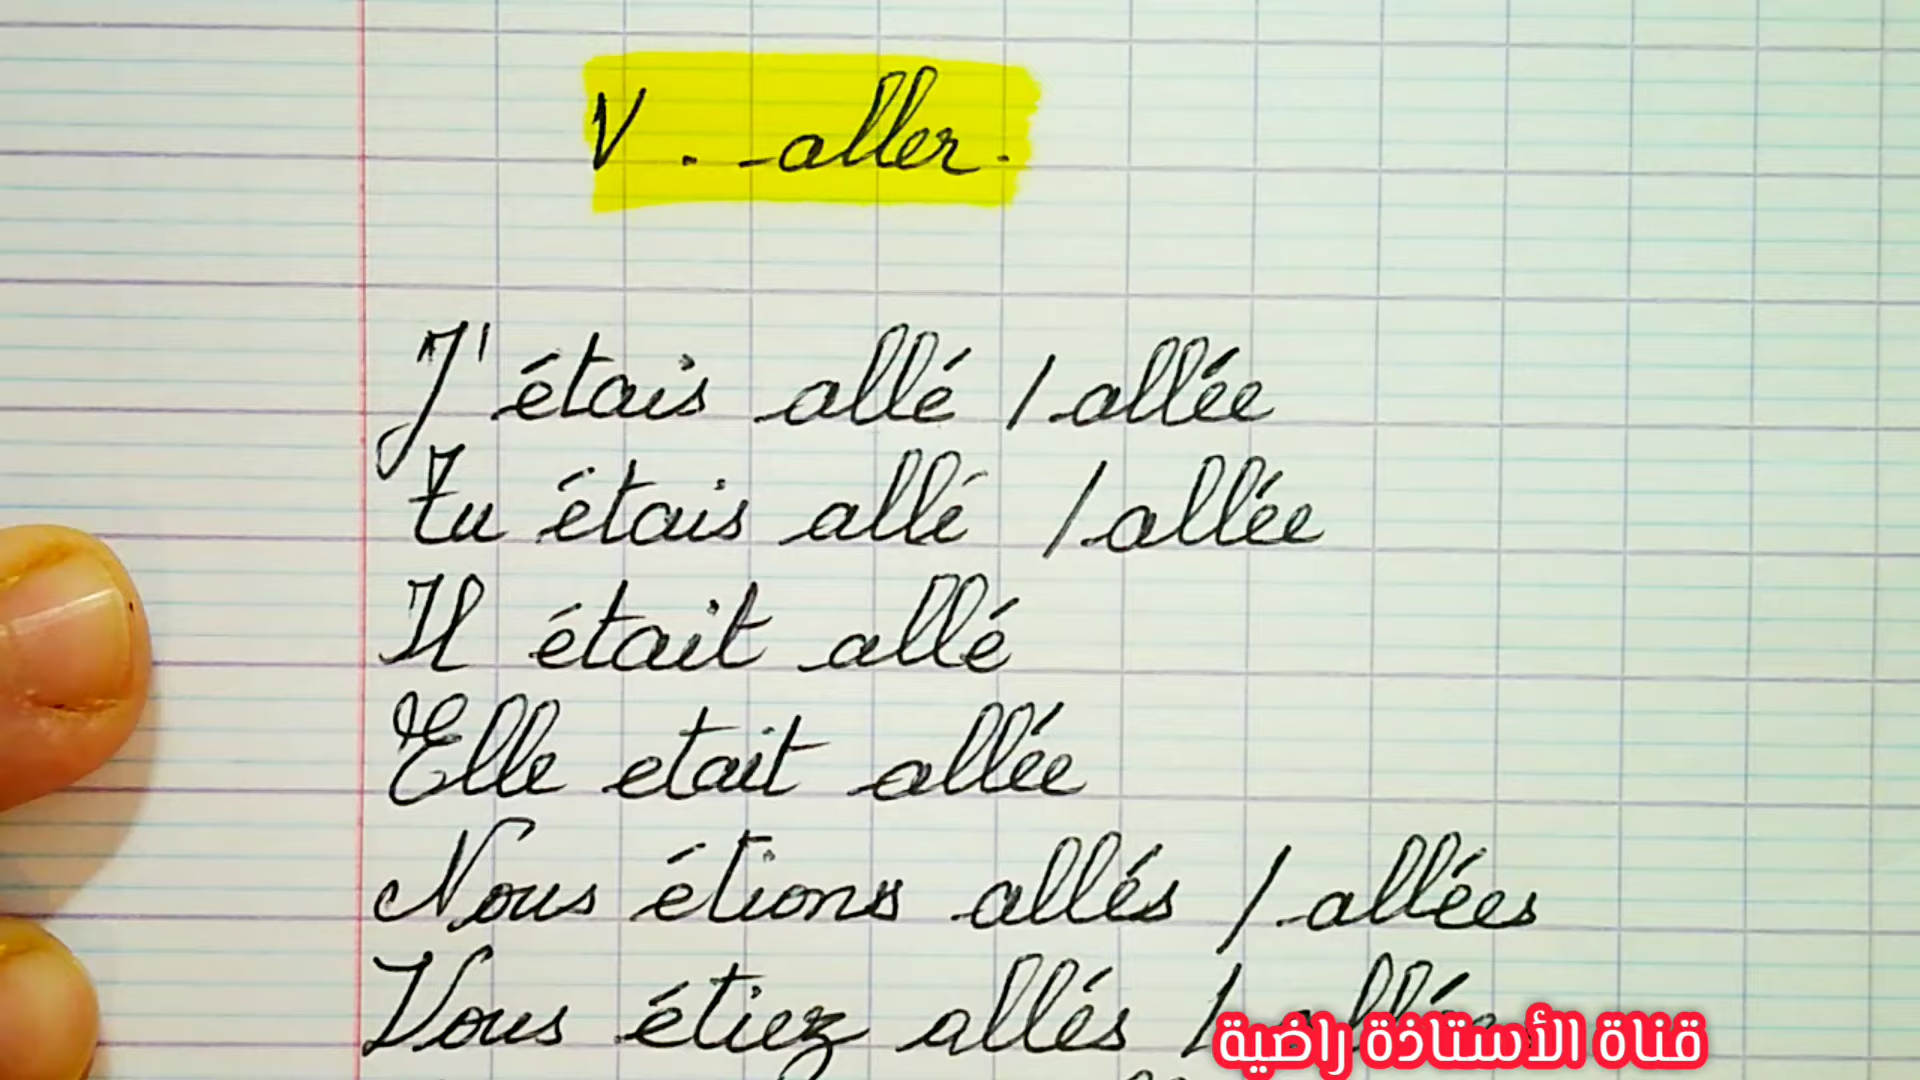 V. aller.
J'étais allé / allée
Tu étais allé / allée
Il était allé
Elle etait allée
Nous étions allés / allées
Vous étiez allés /
قناة الأستاذة راضية